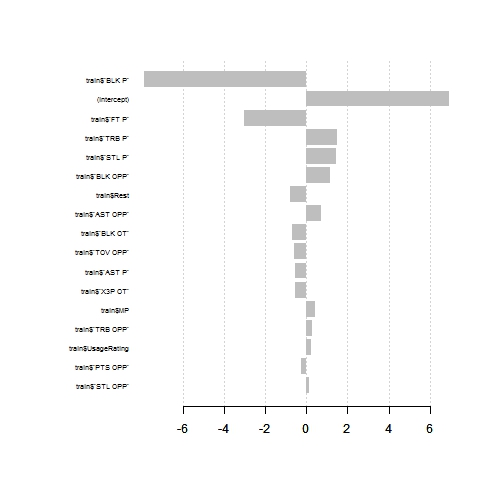 train$`BLK P`
(Intercept)
train$`FT P`
train$`TRB P`
train$`STL P`
train$`BLK OPP`
train$Rest
train$`AST OPP`
train$`BLK OT`
train$`TOV OPP`
train$`AST P`
train$`X3P OT`
train$MP
train$`TRB OPP`
train$UsageRating
train$`PTS OPP`
train$`STL OPP`
-6 -4 -2 0 2 4 6